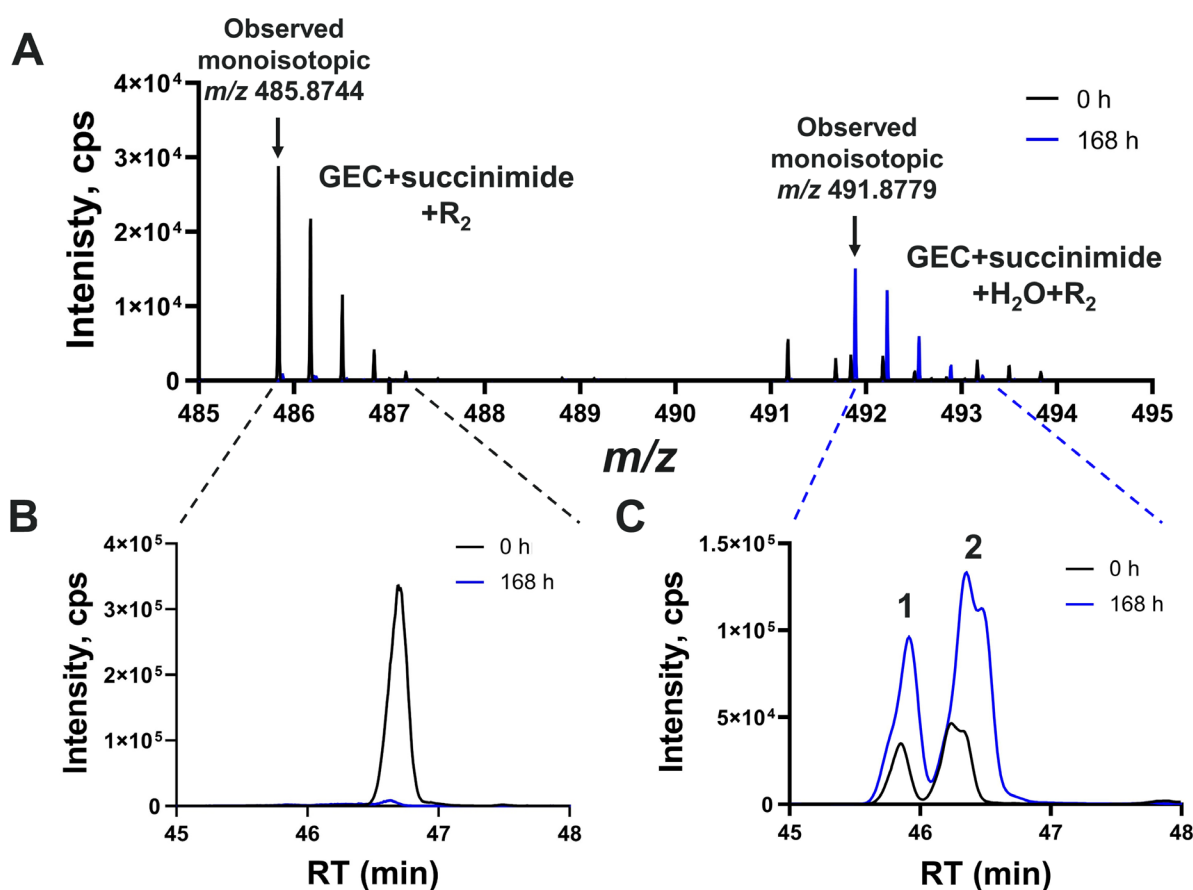 A
Observed
monoisotopic
m/z 485.8744
GEC+succinimide
+R₂
Observed
monoisotopic
m/z 491.8779
GEC+succinimide
+H₂O+R₂
0 h
168 h
Intenisty, cps
4×10⁴
3×10⁴
2×10⁴
1×10⁴
0
485 486 487 488 489 490 491 492 493 494 495
m/z
B
0 h
168 h
Intensity, cps
4×10⁵
3×10⁵
2×10⁵
1×10⁵
0
45 46 47 48
RT (min)
C
1
2
0 h
168 h
Intensity, cps
1.5×10⁵
1×10⁵
5×10⁴
0
45 46 47 48
RT (min)